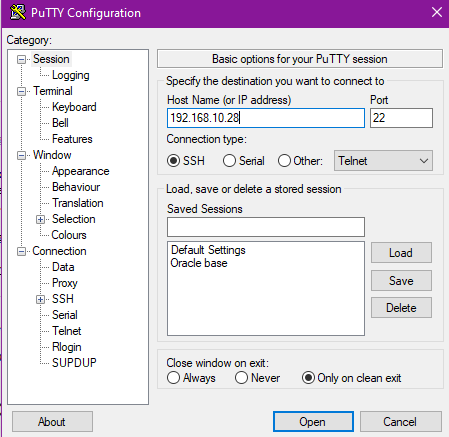 PuTTY Configuration
Category:
Session
Logging
Terminal
Keyboard
Bell
Features
Window
Appearance
Behaviour
Translation
Selection
Colours
Connection
Data
Proxy
SSH
Serial
Telnet
Rlogin
SUPDUP
Basic options for your PuTTY session
Specify the destination you want to connect to
Host Name (or IP address) Port
192.168.10.28 22
Connection type:
SSH Serial Other: Telnet
Load, save or delete a stored session
Saved Sessions
Default Settings
Oracle base
Load
Save
Delete
Close window on exit:
Always Never Only on clean exit
About Open Cancel